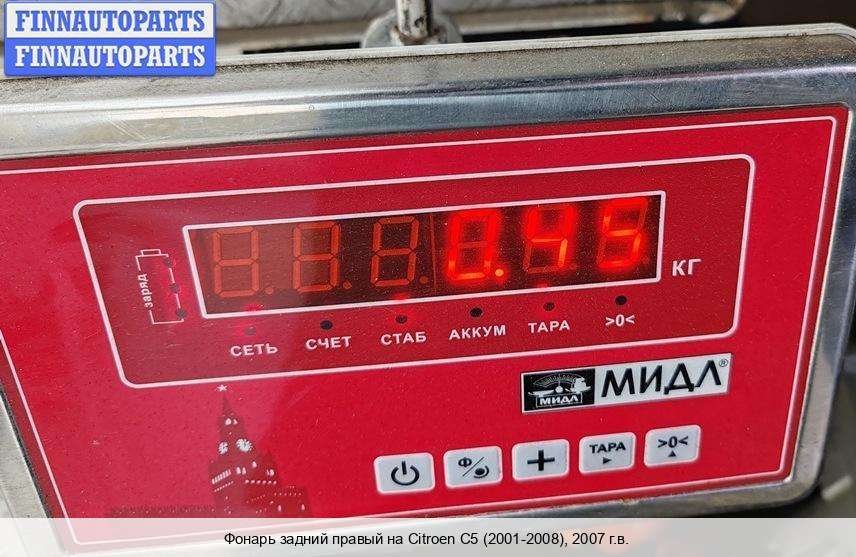 FINNAUTOPARTS
FINNAUTOPARTS
0.45
КГ
заряд
СЕТЬ
СЧЕТ
СТАБ
АККУМ
ТАРА
>0<
МИДЛ
МИДЛ®
Ф/
+
ТАРА
>0<
Фонарь задний правый на Citroen C5 (2001-2008), 2007 г.в.